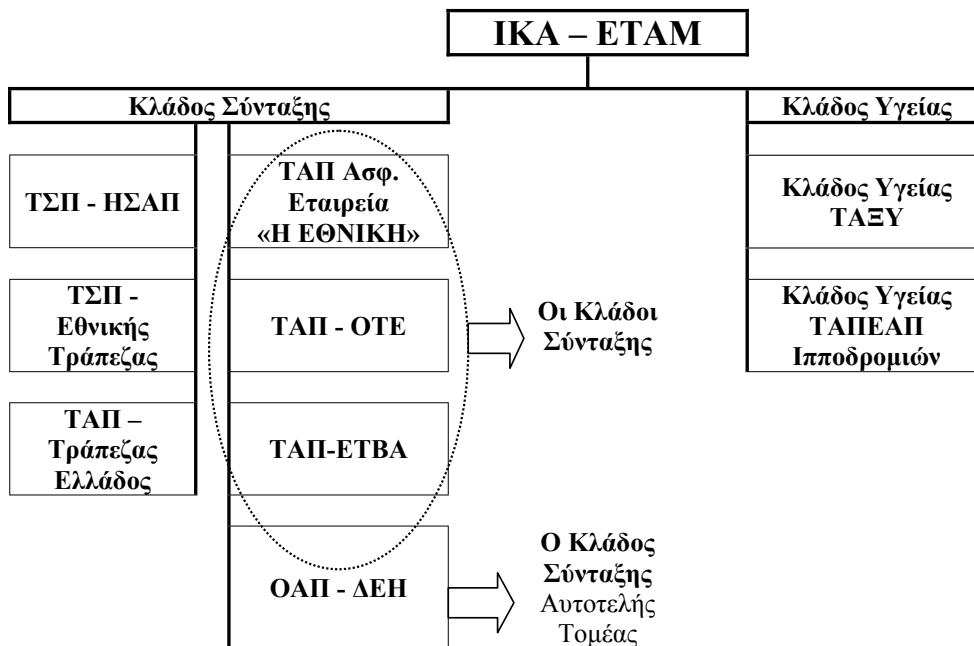 ΙΚΑ – ΕΤΑΜ
Κλάδος Σύνταξης
Κλάδος Υγείας
ΤΣΠ - ΗΣΑΠ
ΤΑΠ Ασφ.
Εταιρεία
«Η ΕΘΝΙΚΗ»
Κλάδος Υγείας
ΤΑΞΥ
ΤΣΠ -
Εθνικής
Τράπεζας
ΤΑΠ - ΟΤΕ
Οι Κλάδοι
Σύνταξης
Κλάδος Υγείας
ΤΑΠΕΑΠ
Ιπποδρομιών
ΤΑΠ –
Τράπεζας
Ελλάδος
ΤΑΠ-ΕΤΒΑ
ΟΑΠ - ΔΕΗ
Ο Κλάδος
Σύνταξης
Αυτοτελής
Τομέας